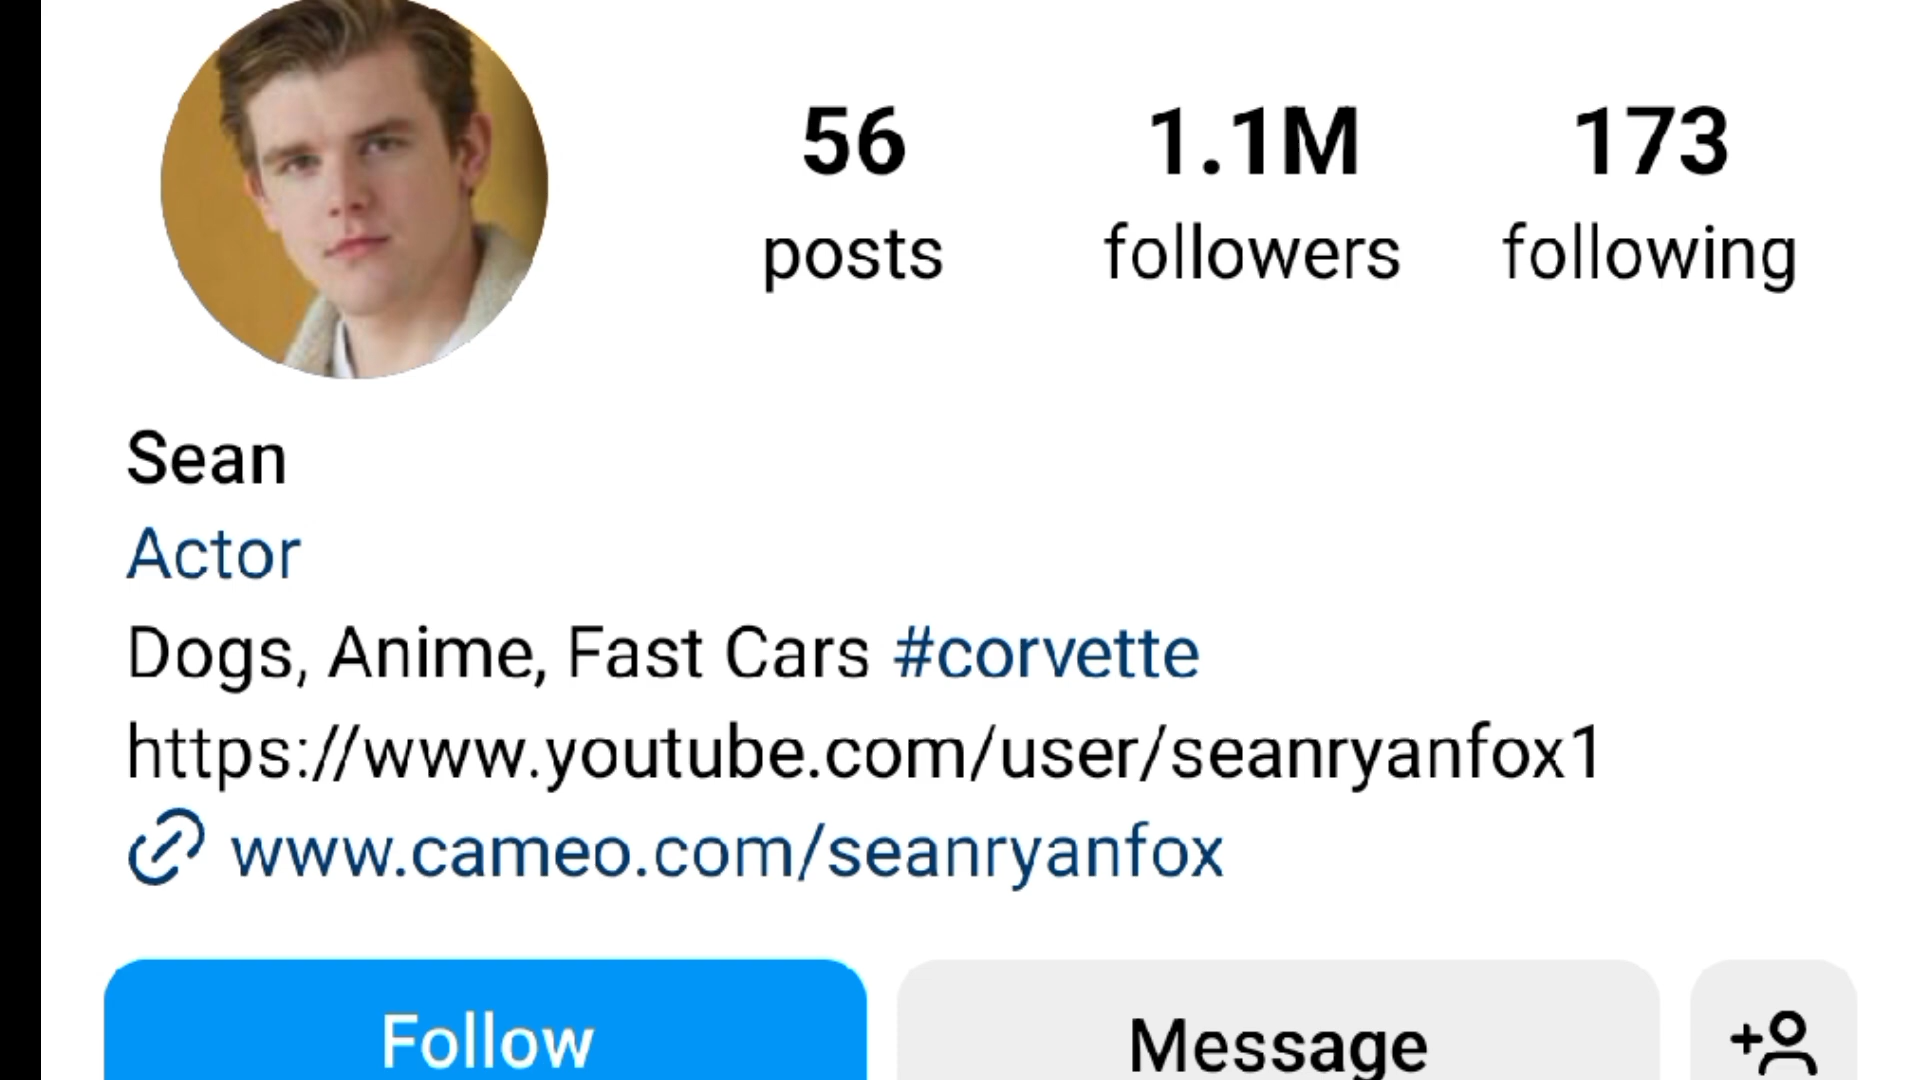 56 1.1M 173
posts followers following
Sean
Actor
Dogs, Anime, Fast Cars #corvette
https://www.youtube.com/user/seanryanfox1
www.cameo.com/seanryanfox
Follow Message